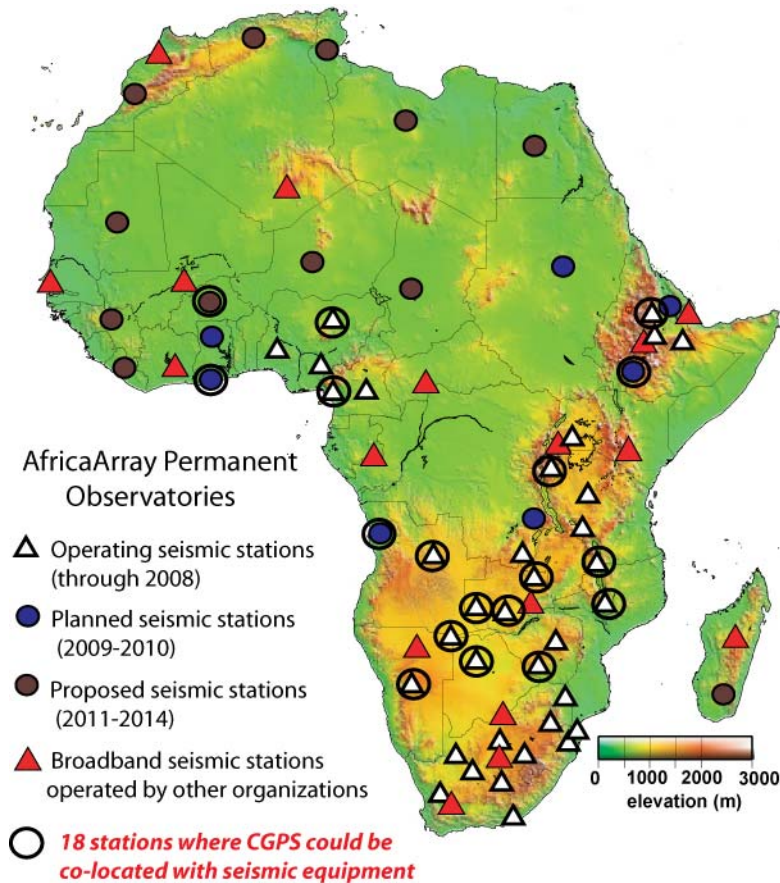 AfricaArray Permanent
Observatories
Operating seismic stations
(through 2008)
Planned seismic stations
(2009-2010)
Proposed seismic stations
(2011-2014)
Broadband seismic stations
operated by other organizations
18 stations where CGPS could be
co-located with seismic equipment
0 1000 2000 3000
elevation (m)